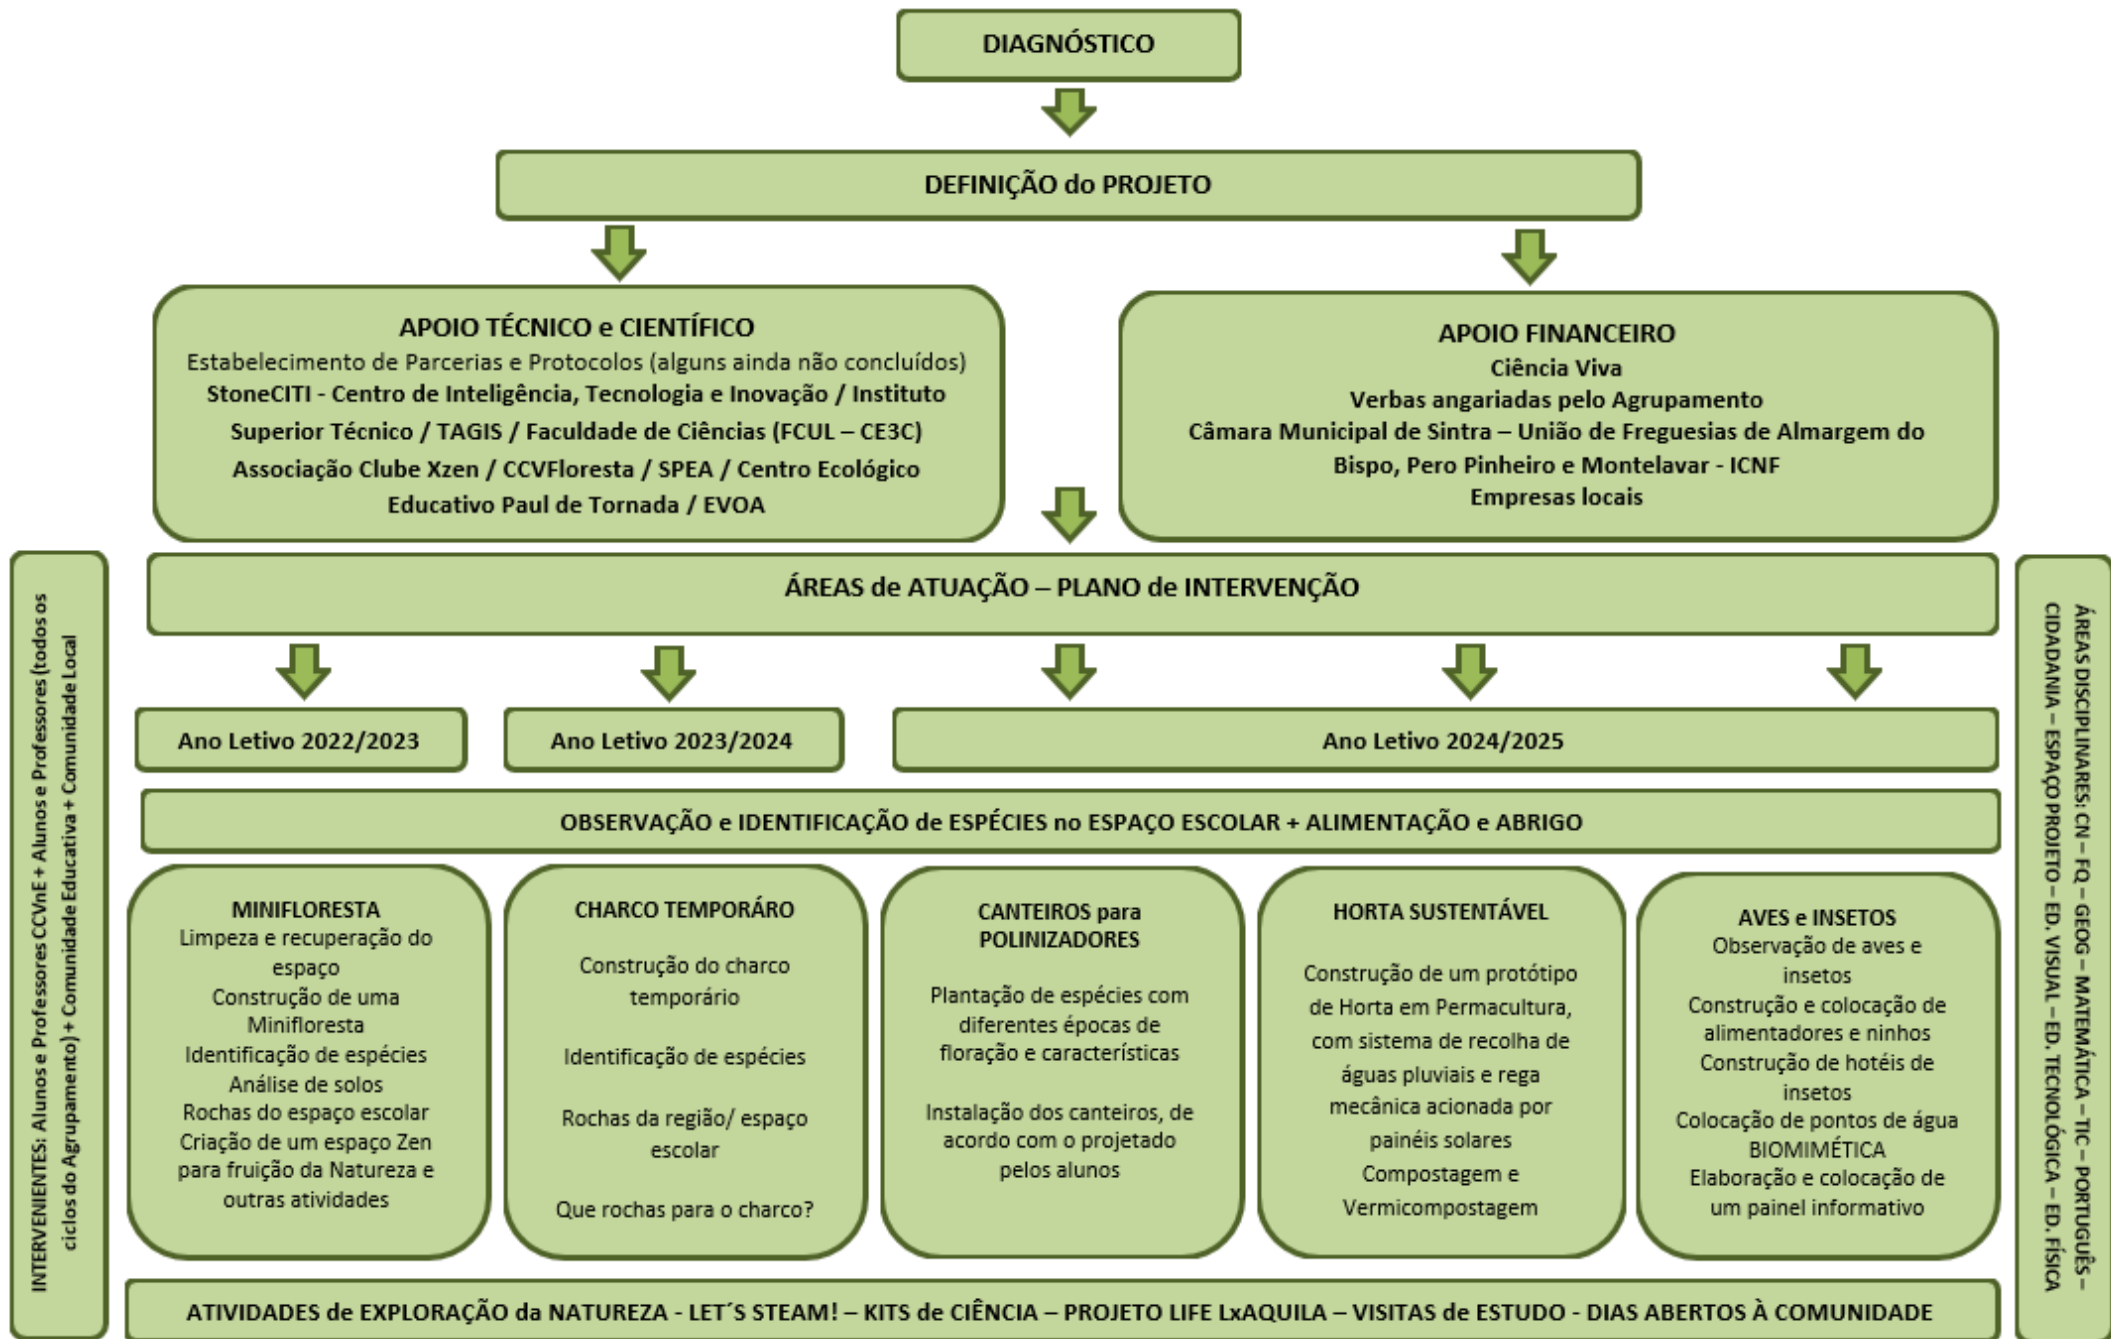 DIAGNÓSTICO
DEFINIÇÃO do PROJETO
APOIO TÉCNICO e CIENTÍFICO
Estabelecimento de Parcerias e Protocolos (alguns ainda não concluídos)
StoneCITI - Centro de Inteligência, Tecnologia e Inovação / Instituto
Superior Técnico / TAGIS / Faculdade de Ciências (FCUL – CE3C)
Associação Clube Xzen / CCVFloresta / SPEA / Centro Ecológico
Educativo Paul de Tornada / EVOA
APOIO FINANCEIRO
Ciência Viva
Verbas angariadas pelo Agrupamento
Câmara Municipal de Sintra – União de Freguesias de Almargem do
Bispo, Pero Pinheiro e Montelavar - ICNF
Empresas locais
INTERVENIENTES: Alunos e Professores CCVnE + Alunos e Professores (todos os
ciclos do Agrupamento) + Comunidade Educativa + Comunidade Local
ÁREAS de ATUAÇÃO – PLANO de INTERVENÇÃO
Ano Letivo 2022/2023
Ano Letivo 2023/2024
Ano Letivo 2024/2025
OBSERVAÇÃO e IDENTIFICAÇÃO de ESPÉCIES no ESPAÇO ESCOLAR + ALIMENTAÇÃO e ABRIGO
MINIFLORESTA
Limpeza e recuperação do
espaço
Construção de uma
Minifloresta
Identificação de espécies
Análise de solos
Rochas do espaço escolar
Criação de um espaço Zen
para fruição da Natureza e
outras atividades
CHARCO TEMPORÁRO
Construção do charco
temporário
Identificação de espécies
Rochas da região/ espaço
escolar
Que rochas para o charco?
CANTEIROS para
POLINIZADORES
Plantação de espécies com
diferentes épocas de
floração e características
Instalação dos canteiros, de
acordo com o projetado
pelos alunos
HORTA SUSTENTÁVEL
Construção de um protótipo
de Horta em Permacultura,
com sistema de recolha de
águas pluviais e rega
mecânica acionada por
painéis solares
Compostagem e
Vermicompostagem
AVES e INSETOS
Observação de aves e
insetos
Construção e colocação de
alimentadores e ninhos
Construção de hotéis de
insetos
Colocação de pontos de água
BIOMIMÉTICA
Elaboração e colocação de
um painel informativo
ÁREAS DISCIPLINARES: CN – FQ – GEOG – MATEMÁTICA – TIC – PORTUGUÊS –
CIDADANIA – ESPAÇO PROJETO – ED. VISUAL – ED. TECNOLÓGICA – ED. FÍSICA
ATIVIDADES de EXPLORAÇÃO da NATUREZA - LET´S STEAM! – KITS de CIÊNCIA – PROJETO LIFE LxAQUILA – VISITAS de ESTUDO - DIAS ABERTOS À COMUNIDADE